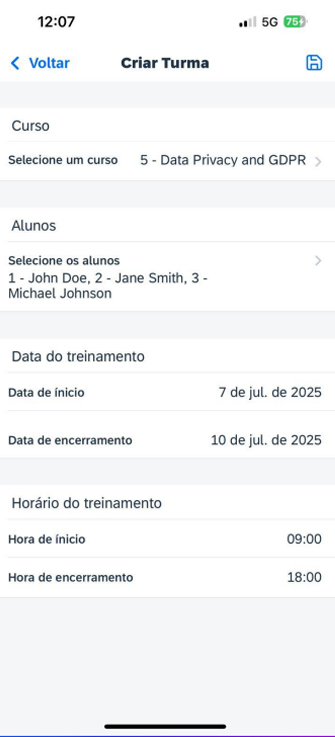 12:07
5G
75
Voltar
Criar Turma
Curso
Selecione um curso
5 - Data Privacy and GDPR
Alunos
Selecione os alunos
1 - John Doe, 2 - Jane Smith, 3 -
Michael Johnson
Data do treinamento
Data de ínicio
7 de jul. de 2025
Data de encerramento
10 de jul. de 2025
Horário do treinamento
Hora de ínicio
09:00
Hora de encerramento
18:00